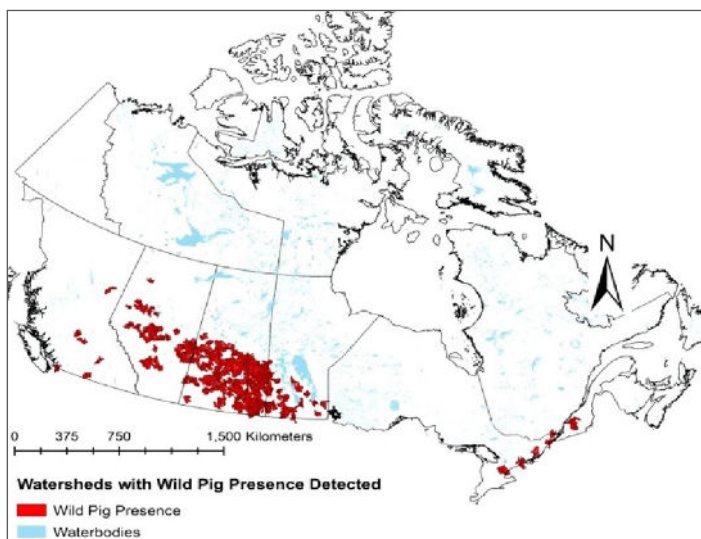 N
0 375 750 1,500 Kilometers
Watersheds with Wild Pig Presence Detected
Wild Pig Presence
Waterbodies